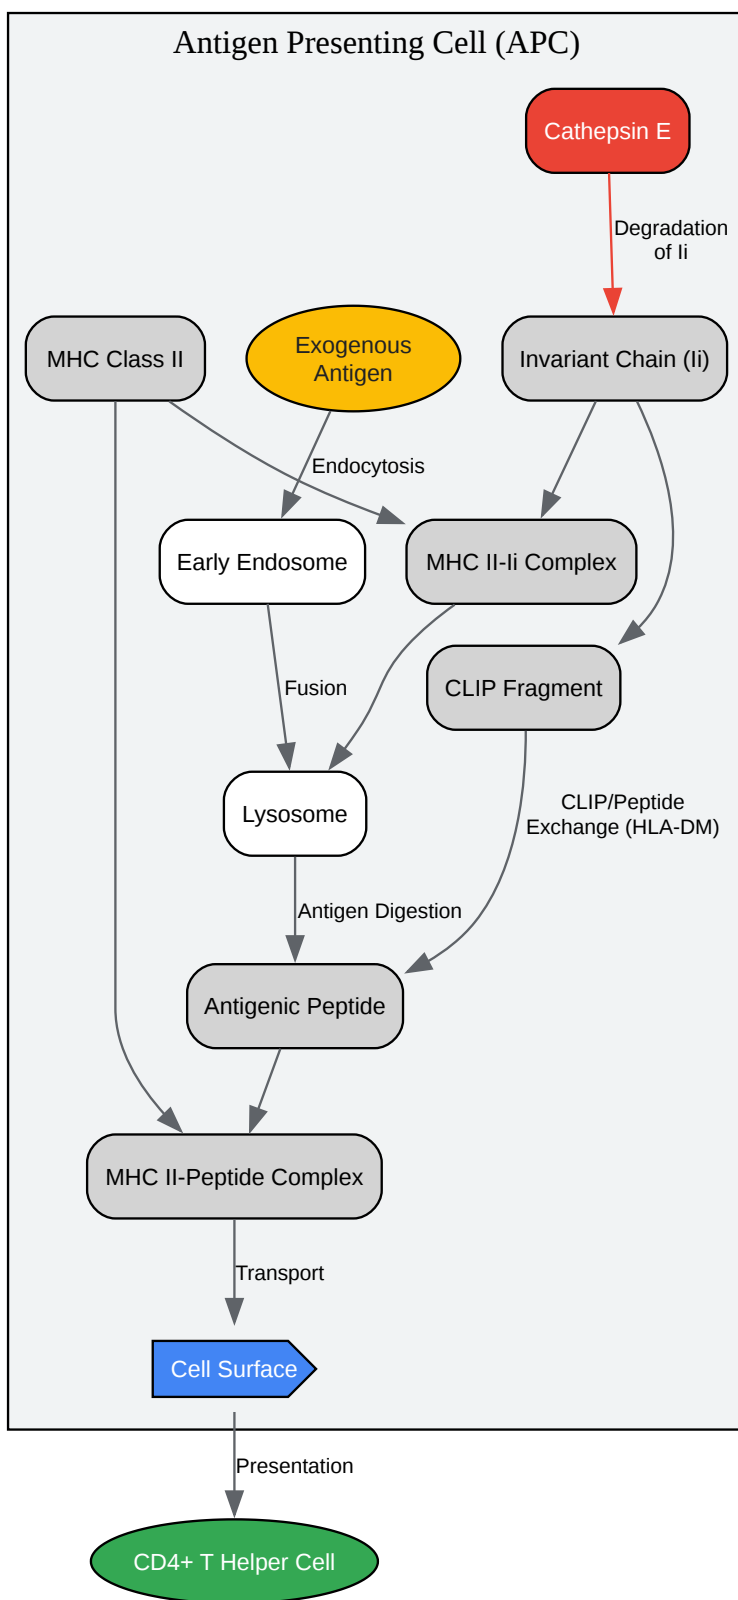 Antigen Presenting Cell (APC)
Cathepsin E
Degradation
of Ii
MHC Class II
Exogenous
Antigen
Invariant Chain (Ii)
Endocytosis
Early Endosome
MHC II-Ii Complex
Fusion
CLIP Fragment
Lysosome
CLIP/Peptide
Exchange (HLA-DM)
Antigen Digestion
Antigenic Peptide
MHC II-Peptide Complex
Transport
Cell Surface
Presentation
CD4+ T Helper Cell